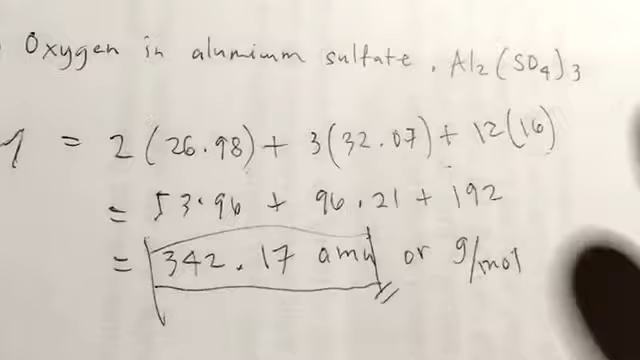 Oxygen in alumium sulfate, Al2(SO4)3
= 2(26.98) + 3(32.07) + 12(16)
= 53.96 + 96.21 + 192
= 342.17 amu or g/mol